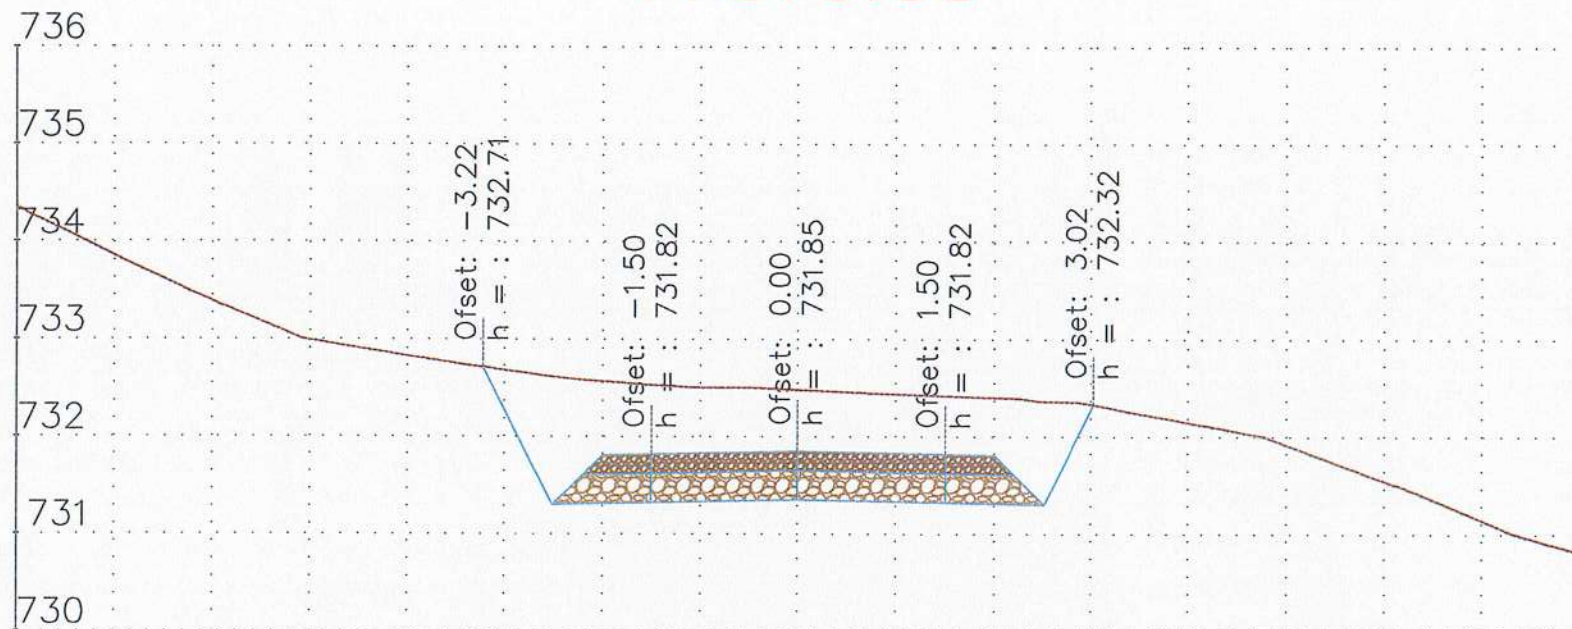 736
735
734
733
732
731
730
Ofset: -3.22
h = : 732.71
Ofset: -1.50
h = : 731.82
Ofset: 0.00
h = : 731.85
Ofset: 1.50
h = : 731.82
Ofset: 3.02
h = : 732.32